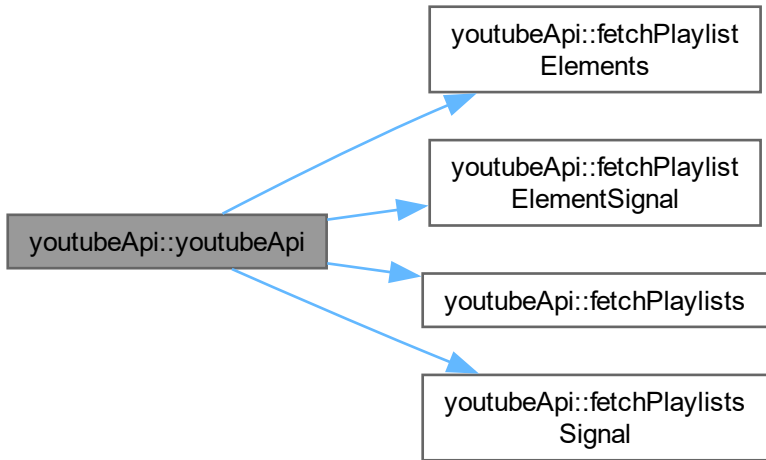 youtubeApi::fetchPlaylist
Elements
youtubeApi::fetchPlaylist
ElementSignal
youtubeApi::youtubeApi
youtubeApi::fetchPlaylists
youtubeApi::fetchPlaylists
Signal